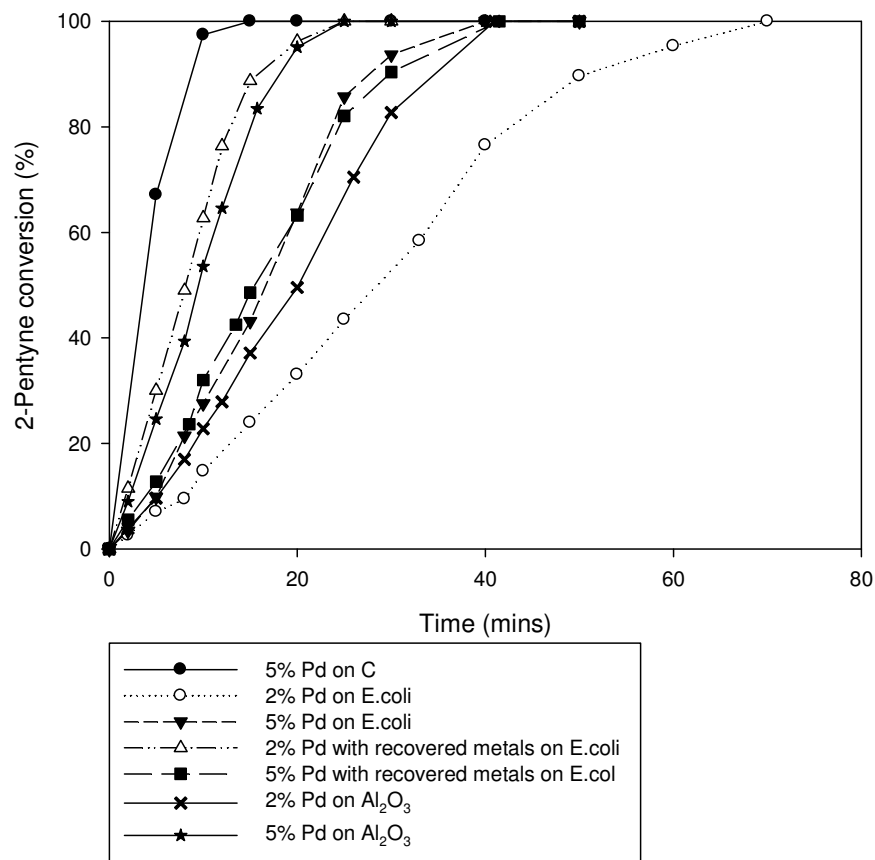 100
80
60
40
20
0
2-Pentyne conversion (%)
0 20 40 60 80
Time (mins)
5% Pd on C
2% Pd on E.coli
5% Pd on E.coli
2% Pd with recovered metals on E.coli
5% Pd with recovered metals on E.col
2% Pd on Al₂O₃
5% Pd on Al₂O₃